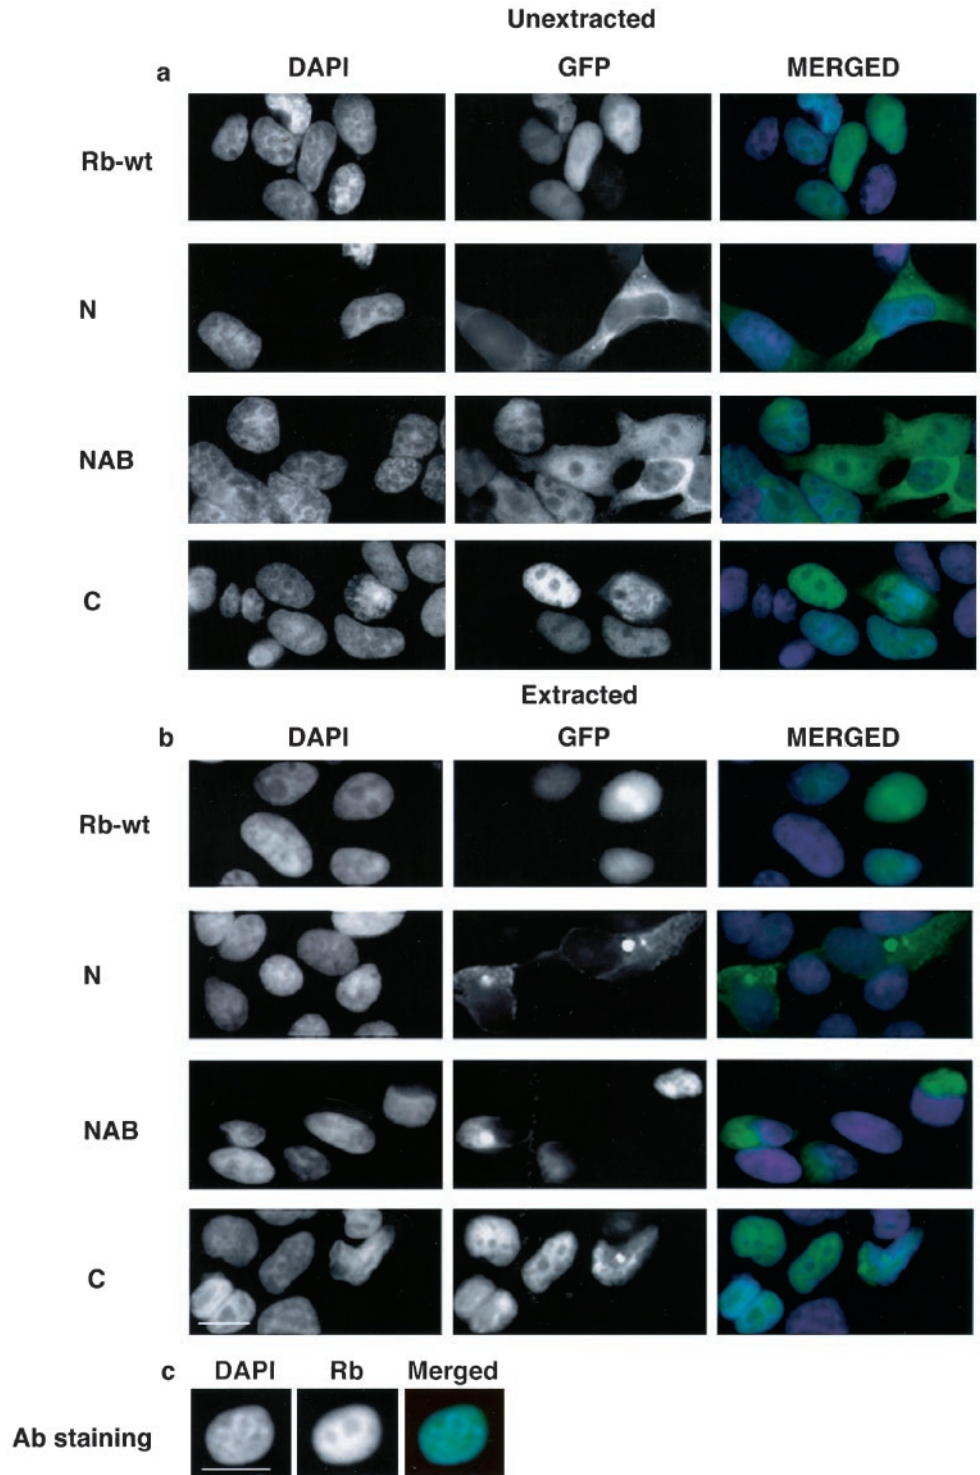 Unextracted
a DAPI GFP MERGED
Rb-wt
N
NAB
C
Extracted
b DAPI GFP MERGED
Rb-wt
N
NAB
C
c DAPI Rb Merged
Ab staining